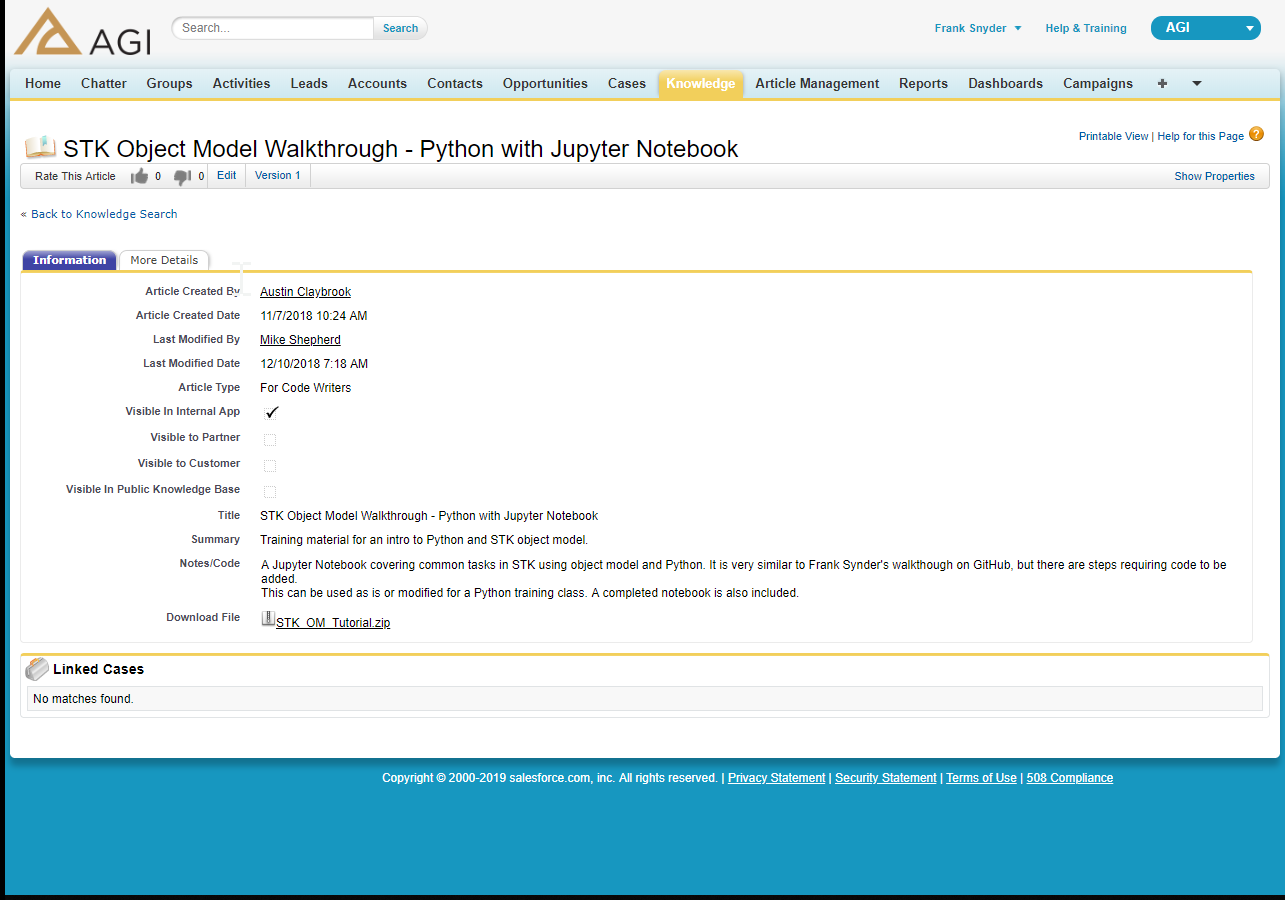 AGI
Search...
Search
Frank Snyder
Help & Training
AGI
Home Chatter Groups Activities Leads Accounts Contacts Opportunities Cases Knowledge Article Management Reports Dashboards Campaigns +
Printable View | Help for this Page ?
STK Object Model Walkthrough - Python with Jupyter Notebook
Rate This Article 0 0 Edit Version 1 Show Properties
« Back to Knowledge Search
Information More Details
Article Created By Austin Claybrook
Article Created Date 11/7/2018 10:24 AM
Last Modified By Mike Shepherd
Last Modified Date 12/10/2018 7:18 AM
Article Type For Code Writers
Visible In Internal App
Visible to Partner
Visible to Customer
Visible In Public Knowledge Base
Title STK Object Model Walkthrough - Python with Jupyter Notebook
Summary Training material for an intro to Python and STK object model.
Notes/Code A Jupyter Notebook covering common tasks in STK using object model and Python. It is very similar to Frank Synder's walkthough on GitHub, but there are steps requiring code to be
added.
This can be used as is or modified for a Python training class. A completed notebook is also included.
Download File STK_OM_Tutorial.zip
Linked Cases
No matches found.
Copyright © 2000-2019 salesforce.com, inc. All rights reserved. | Privacy Statement | Security Statement | Terms of Use | 508 Compliance